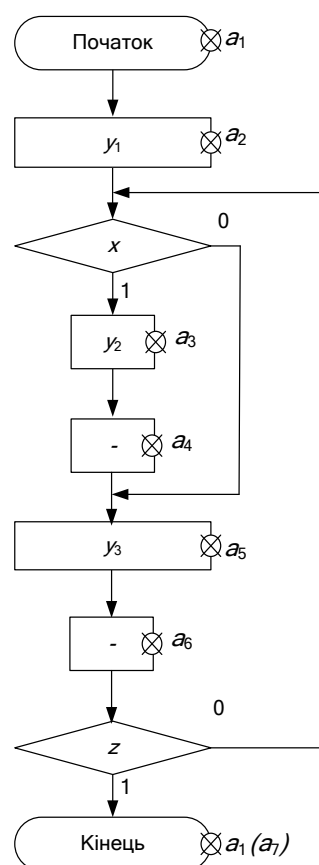 Початок a₁
y₁ a₂
0
x
1
y₂ a₃
- a₄
y₃ a₅
- a₆
0
z
1
Кінець a₁ (a₇)